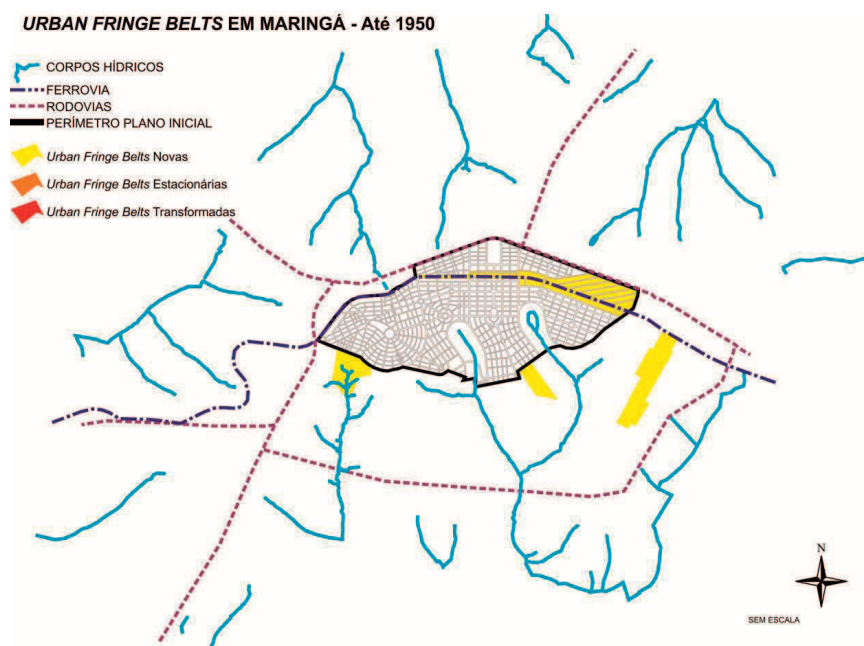 URBAN FRINGE BELTS EM MARINGÁ - Até 1950
CORPOS HÍDRICOS
FERROVIA
RODOVIAS
PERÍMETRO PLANO INICIAL
Urban Fringe Belts Novas
Urban Fringe Belts Estacionárias
Urban Fringe Belts Transformadas
N
SEM ESCALA